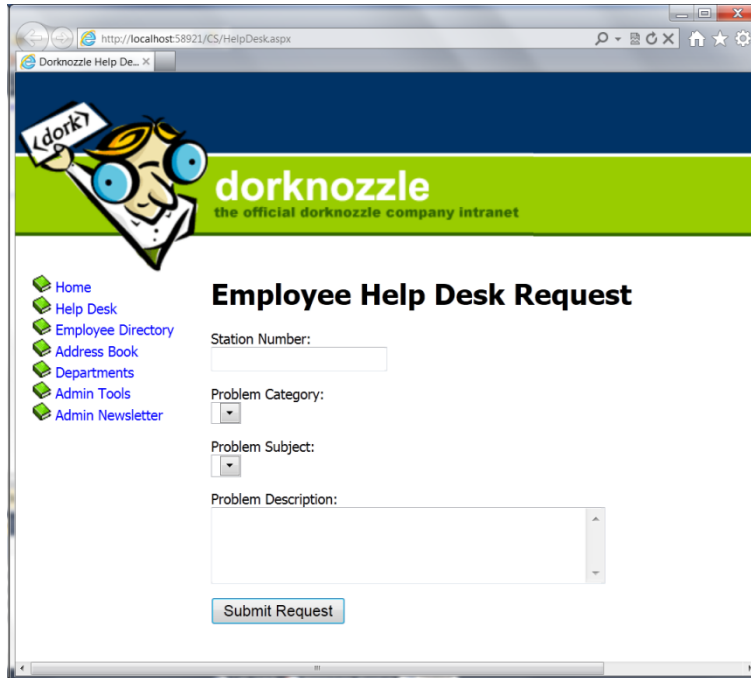 http://localhost:58921/CS/HelpDesk.aspx
Dorknozzle Help De...
<dork>
dorknozzle
the official dorknozzle company intranet
Home
Help Desk
Employee Directory
Address Book
Departments
Admin Tools
Admin Newsletter
Employee Help Desk Request
Station Number:
Problem Category:
Problem Subject:
Problem Description:
Submit Request